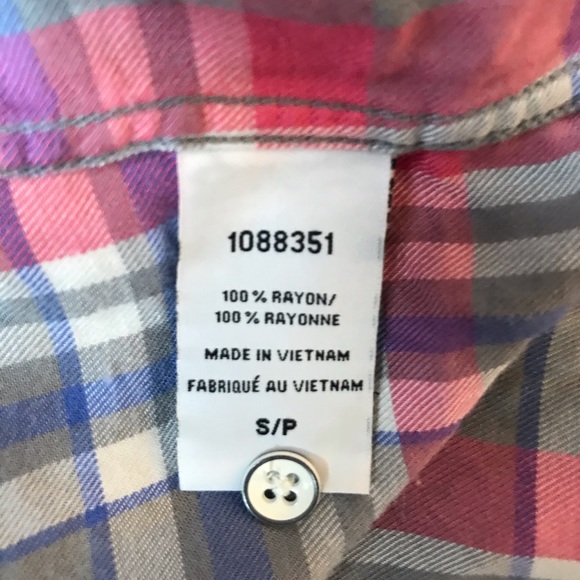 1088351
100% RAYON/
100% RAYONNE
MADE IN VIETNAM
FABRIQUÉ AU VIETNAM
S/P